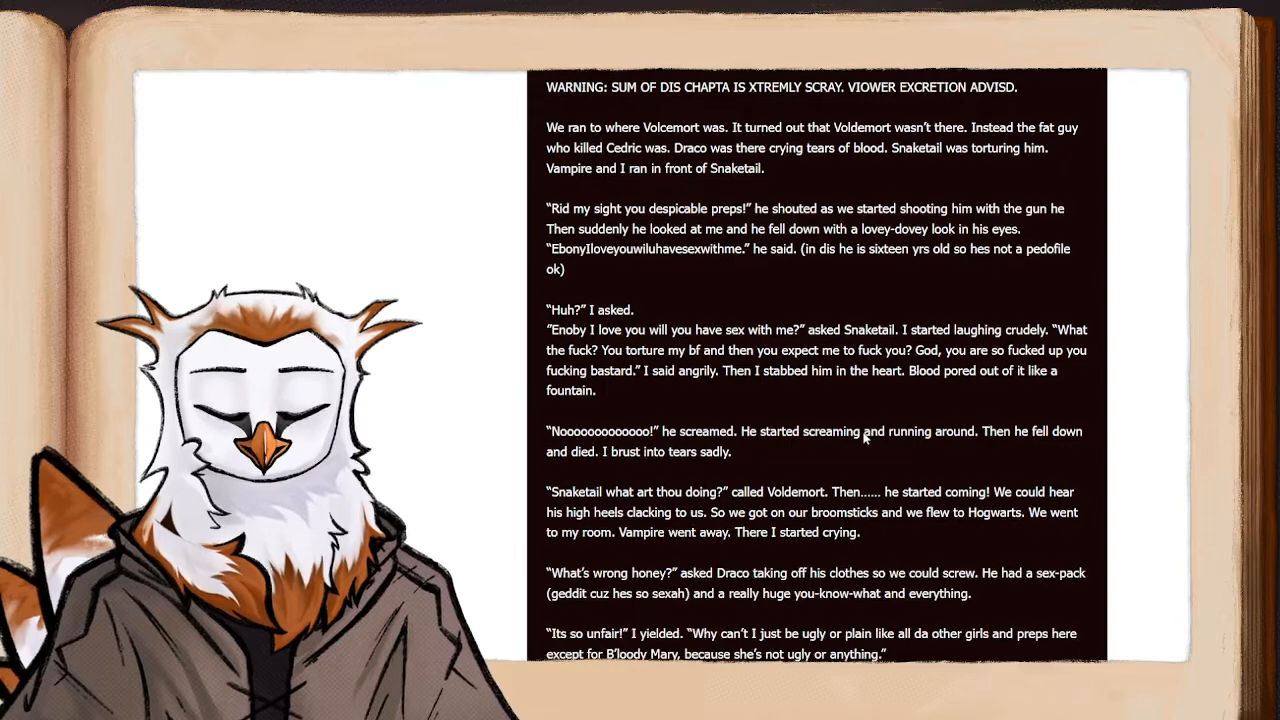 WARNING: SUM OF DIS CHAPTA IS XTREMLY SCRAY. VIOWER EXCRETION ADVISD.
We ran to where Volcemort was. It turned out that Voldemort wasn’t there. Instead the fat guy
who killed Cedric was. Draco was there crying tears of blood. Snaketail was torturing him.
Vampire and I ran in front of Snaketail.
“Rid my sight you despicable preps!” he shouted as we started shooting him with the gun he
Then suddenly he looked at me and he fell down with a lovey-dovey look in his eyes.
“EbonyIloveyouwiluhavesexwithme.” he said. (in dis he is sixteen yrs old so hes not a pedofile
ok)
“Huh?” I asked.
”Enoby I love you will you have sex with me?” asked Snaketail. I started laughing crudely. “What
the fuck? You torture my bf and then you expect me to fuck you? God, you are so fucked up you
fucking bastard.” I said angrily. Then I stabbed him in the heart. Blood pored out of it like a
fountain.
“Nooooooooooooo!” he screamed. He started screaming and running around. Then he fell down
and died. I brust into tears sadly.
“Snaketail what art thou doing?” called Voldemort. Then...... he started coming! We could hear
his high heels clacking to us. So we got on our broomsticks and we flew to Hogwarts. We went
to my room. Vampire went away. There I started crying.
“What’s wrong honey?” asked Draco taking off his clothes so we could screw. He had a sex-pack
(geddit cuz hes so sexah) and a really huge you-know-what and everything.
“Its so unfair!” I yielded. “Why can’t I just be ugly or plain like all da other girls and preps here
except for B’loody Mary, because she’s not ugly or anything.”